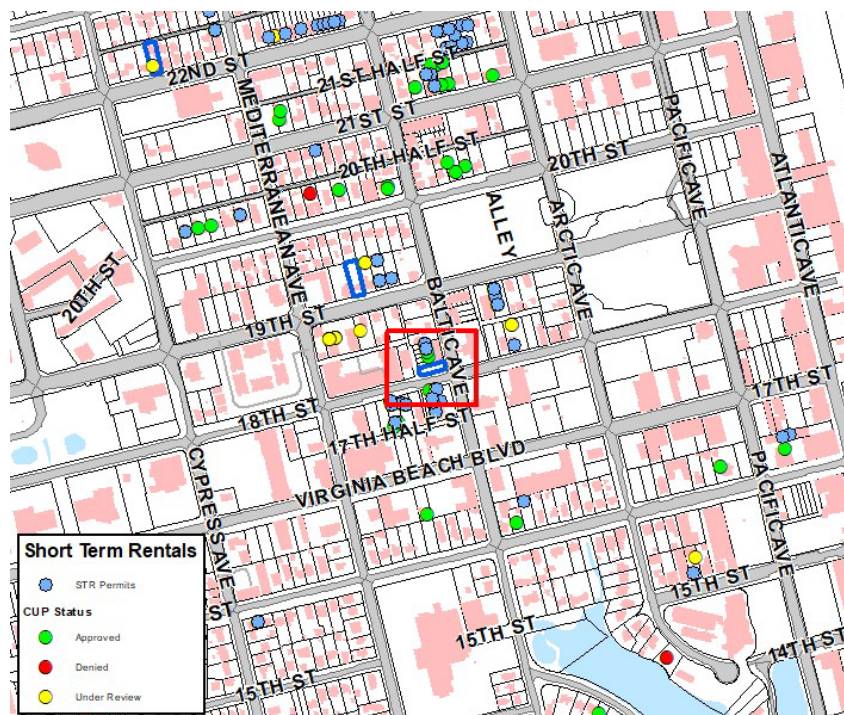 22ND ST
21ST HALF ST
MEDITERRANEAN AVE
21ST ST
PACIFIC AVE
20TH HALF ST
20TH ST
ATLANTIC AVE
ALLEY
ARCTIC AVE
20TH ST
BALTIC AVE
19TH ST
17TH ST
18TH ST
17TH HALF ST
VIRGINIA BEACH BLVD
CYPRESS AVE
PACIFIC AVE
Short Term Rentals
STR Permits
CUP Status
Approved
Denied
Under Review
ST
15TH ST
15TH ST
14TH ST
15TH ST